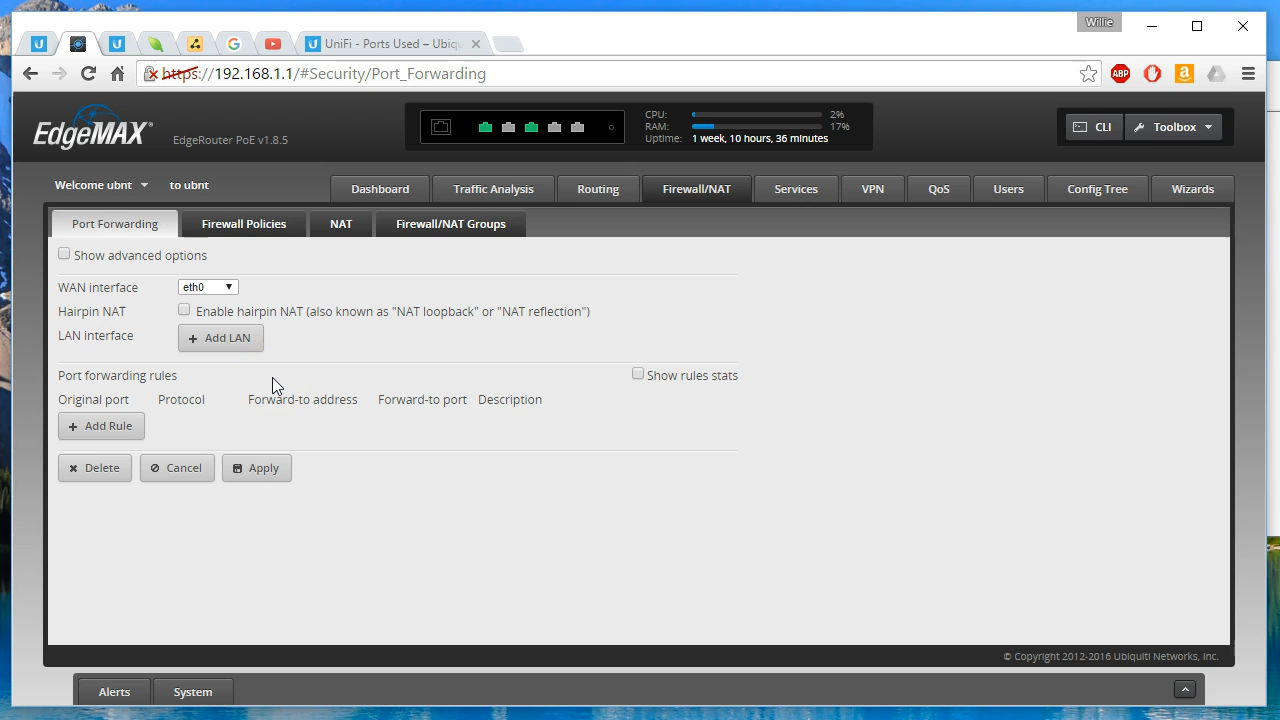 Willie
UniFi - Ports Used – Ubiqu
https://192.168.1.1/#Security/Port_Forwarding
ABP
EdgeMAX®
EdgeRouter PoE v1.8.5
CPU: 2%
RAM: 17%
Uptime: 1 week, 10 hours, 36 minutes
CLI
Toolbox
Welcome ubnt
to ubnt
Dashboard
Traffic Analysis
Routing
Firewall/NAT
Services
VPN
QoS
Users
Config Tree
Wizards
Port Forwarding
Firewall Policies
NAT
Firewall/NAT Groups
Show advanced options
WAN interface eth0
Hairpin NAT Enable hairpin NAT (also known as "NAT loopback" or "NAT reflection")
LAN interface + Add LAN
Port forwarding rules Show rules stats
Original port Protocol Forward-to address Forward-to port Description
+ Add Rule
Delete Cancel Apply
© Copyright 2012-2016 Ubiquiti Networks, Inc.
Alerts System